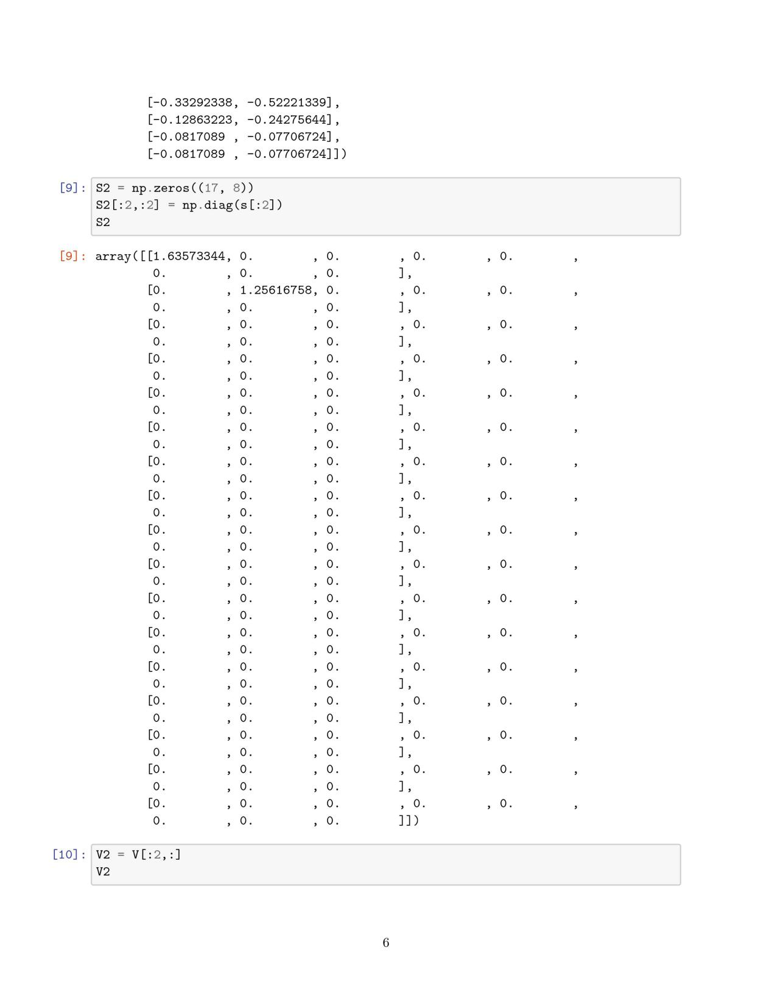 [-0.33292338, -0.52221339],
[-0.12863223, -0.24275644],
[-0.0817089 , -0.07706724],
[-0.0817089 , -0.07706724]])
[9]: S2 = np.zeros((17, 8))
S2[:2,:2] = np.diag(s[:2])
S2
[9]: array([[1.63573344, 0.        , 0.        , 0.        , 0.        ,
0.        , 0.        , 0.        ],
[0.        , 1.25616758, 0.        , 0.        , 0.        ,
0.        , 0.        , 0.        ],
[0.        , 0.        , 0.        , 0.        , 0.        ,
0.        , 0.        , 0.        ],
[0.        , 0.        , 0.        , 0.        , 0.        ,
0.        , 0.        , 0.        ],
[0.        , 0.        , 0.        , 0.        , 0.        ,
0.        , 0.        , 0.        ],
[0.        , 0.        , 0.        , 0.        , 0.        ,
0.        , 0.        , 0.        ],
[0.        , 0.        , 0.        , 0.        , 0.        ,
0.        , 0.        , 0.        ],
[0.        , 0.        , 0.        , 0.        , 0.        ,
0.        , 0.        , 0.        ],
[0.        , 0.        , 0.        , 0.        , 0.        ,
0.        , 0.        , 0.        ],
[0.        , 0.        , 0.        , 0.        , 0.        ,
0.        , 0.        , 0.        ],
[0.        , 0.        , 0.        , 0.        , 0.        ,
0.        , 0.        , 0.        ],
[0.        , 0.        , 0.        , 0.        , 0.        ,
0.        , 0.        , 0.        ],
[0.        , 0.        , 0.        , 0.        , 0.        ,
0.        , 0.        , 0.        ],
[0.        , 0.        , 0.        , 0.        , 0.        ,
0.        , 0.        , 0.        ],
[0.        , 0.        , 0.        , 0.        , 0.        ,
0.        , 0.        , 0.        ],
[0.        , 0.        , 0.        , 0.        , 0.        ,
0.        , 0.        , 0.        ],
[0.        , 0.        , 0.        , 0.        , 0.        ,
0.        , 0.        , 0.        ]])
[10]: V2 = V[:2,:]
V2
6